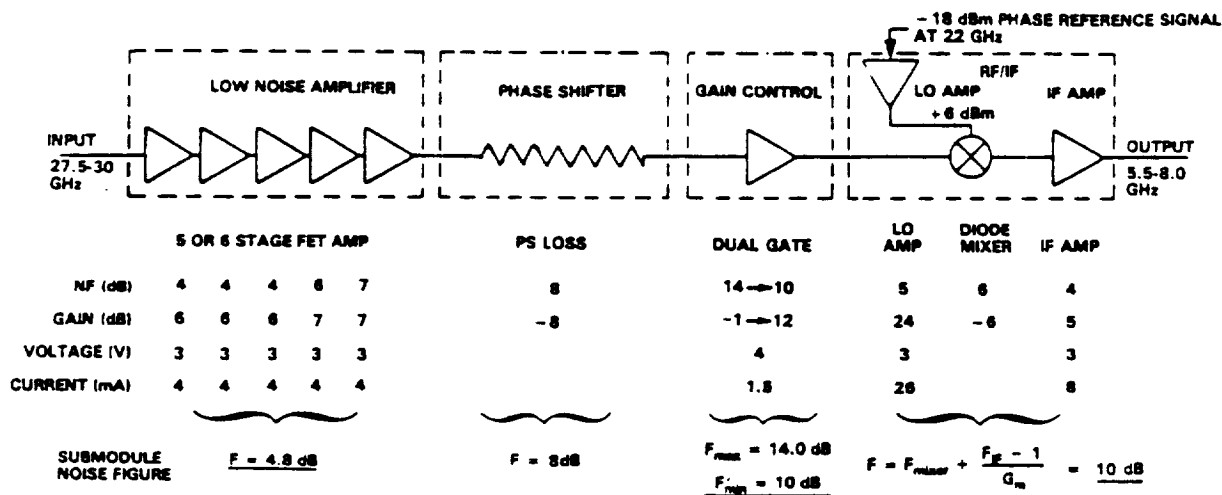 - 18 dBm PHASE REFERENCE SIGNAL
AT 22 GHz
LOW NOISE AMPLIFIER
PHASE SHIFTER
GAIN CONTROL
RF/IF
LO AMP
+6 dBm
IF AMP
INPUT
27.5-30
GHz
OUTPUT
5.5-8.0
GHz
5 OR 6 STAGE FET AMP
PS LOSS
DUAL GATE
LO
AMP
DIODE
MIXER
IF AMP
NF (dB) 4 4 4 6 7 8 14→10 5 6 4
GAIN (dB) 6 6 6 7 7 -8 -1→12 24 -6 5
VOLTAGE (V) 3 3 3 3 3 4 3 3
CURRENT (mA) 4 4 4 4 4 1.8 26 8
SUBMODULE
NOISE FIGURE
F = 4.8 dB
F = 8dB
Fmax = 14.0 dB
Fmin = 10 dB
F = Fmixer + (FIF - 1)/Gm = 10 dB